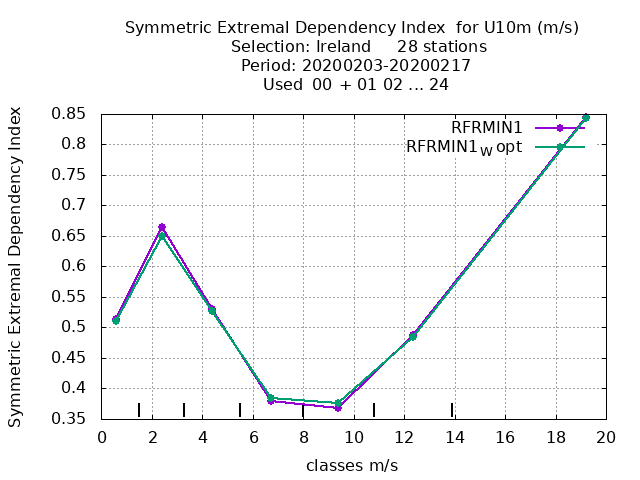 Symmetric Extremal Dependency Index for U10m (m/s)
Selection: Ireland 28 stations
Period: 20200203-20200217
Used 00 + 01 02 ... 24
Symmetric Extremal Dependency Index
0.85
0.8
0.75
0.7
0.65
0.6
0.55
0.5
0.45
0.4
0.35
RFRMIN1
RFRMIN1W opt
0 2 4 6 8 10 12 14 16 18 20
classes m/s